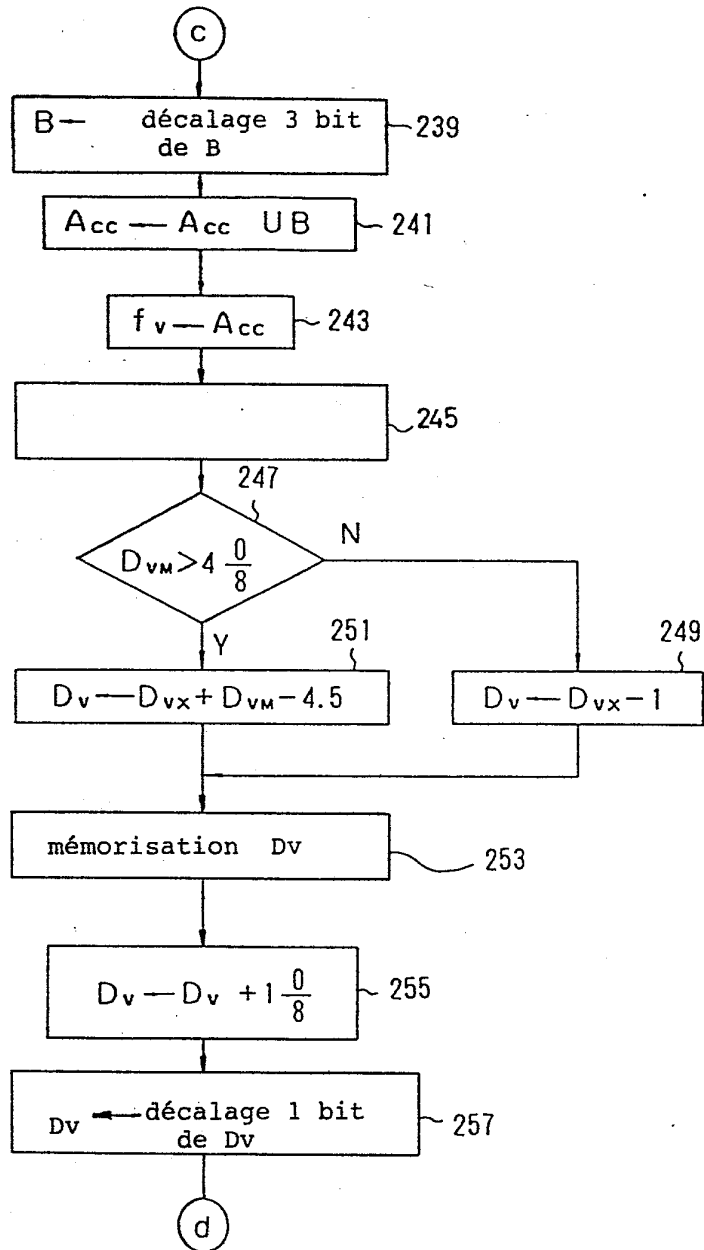 c
B← décalage 3 bit
de B
239
Acc ← Acc U B
241
fv ← Acc
243
245
247
DVM > 4 0/8
N
Y
251
Dv ← Dvx + DVM − 4.5
249
Dv ← Dvx − 1
mémorisation Dv
253
Dv ← Dv + 1 0/8
255
Dv ← décalage 1 bit
de Dv
257
d